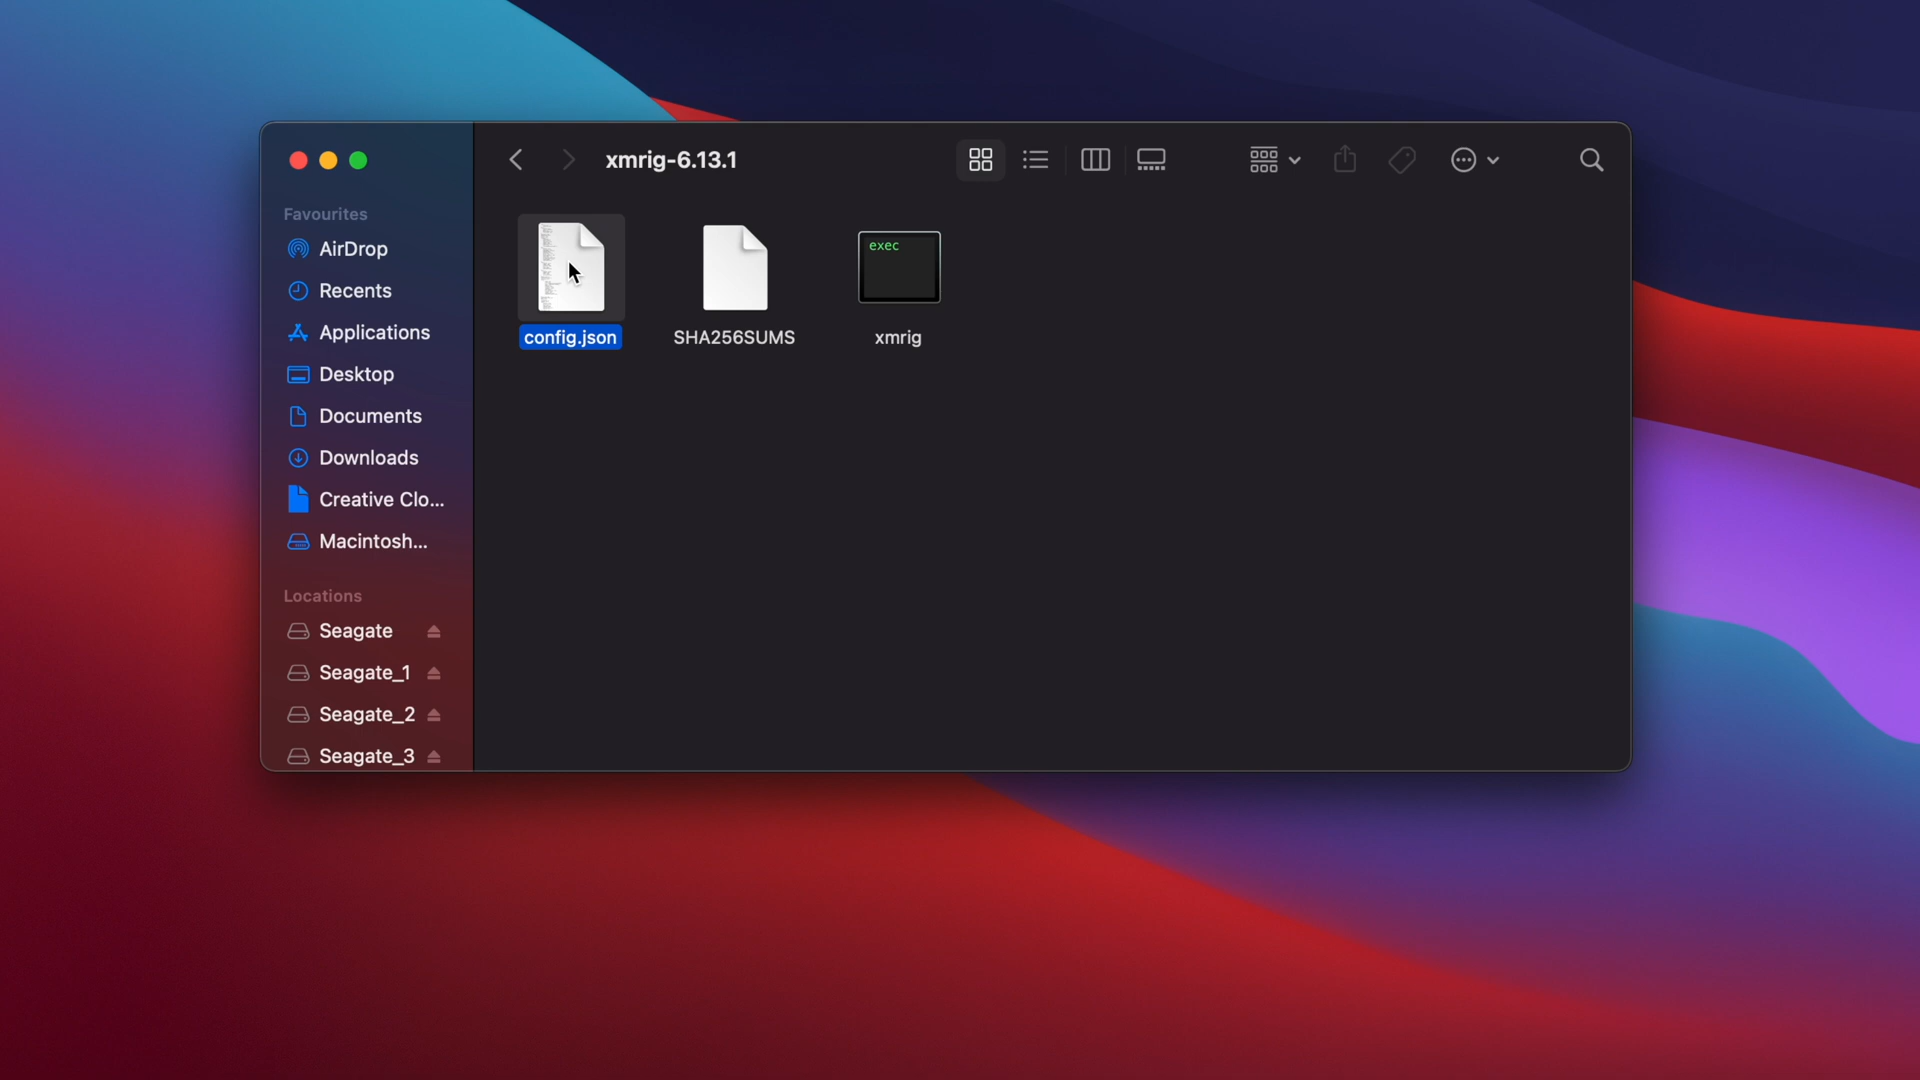 xmrig-6.13.1
Favourites
AirDrop
Recents
Applications
Desktop
Documents
Downloads
Creative Clo...
Macintosh...
Locations
Seagate
Seagate_1
Seagate_2
Seagate_3
exec
config.json
SHA256SUMS
xmrig